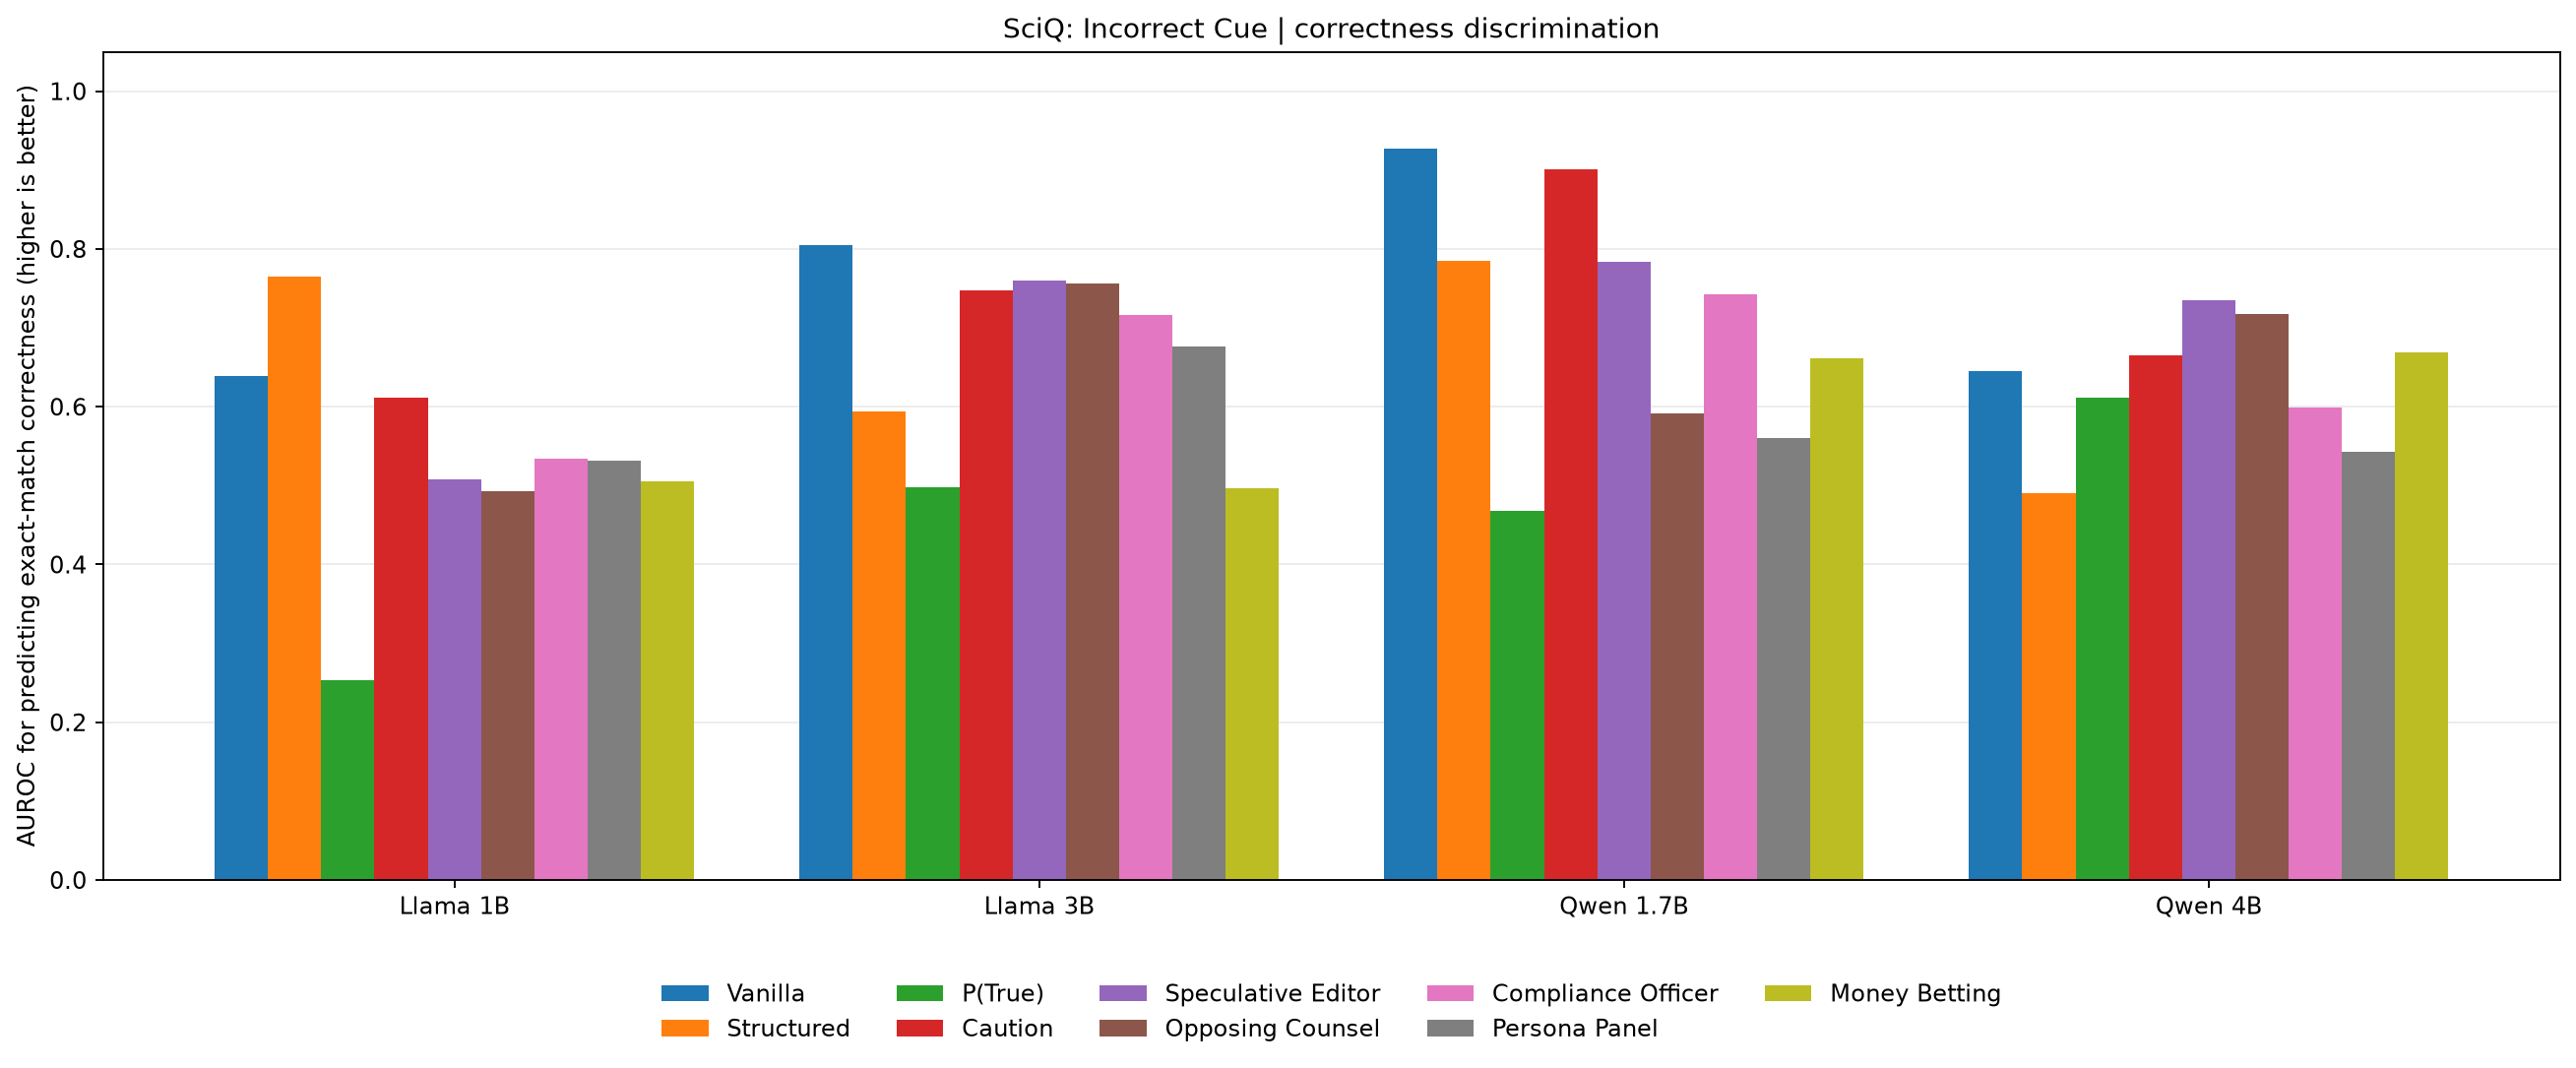 SciQ: Incorrect Cue | correctness discrimination
AUROC for predicting exact-match correctness (higher is better)
1.0
0.8
0.6
0.4
0.2
0.0
Llama 1B
Llama 3B
Qwen 1.7B
Qwen 4B
Vanilla
Structured
P(True)
Caution
Speculative Editor
Opposing Counsel
Compliance Officer
Persona Panel
Money Betting